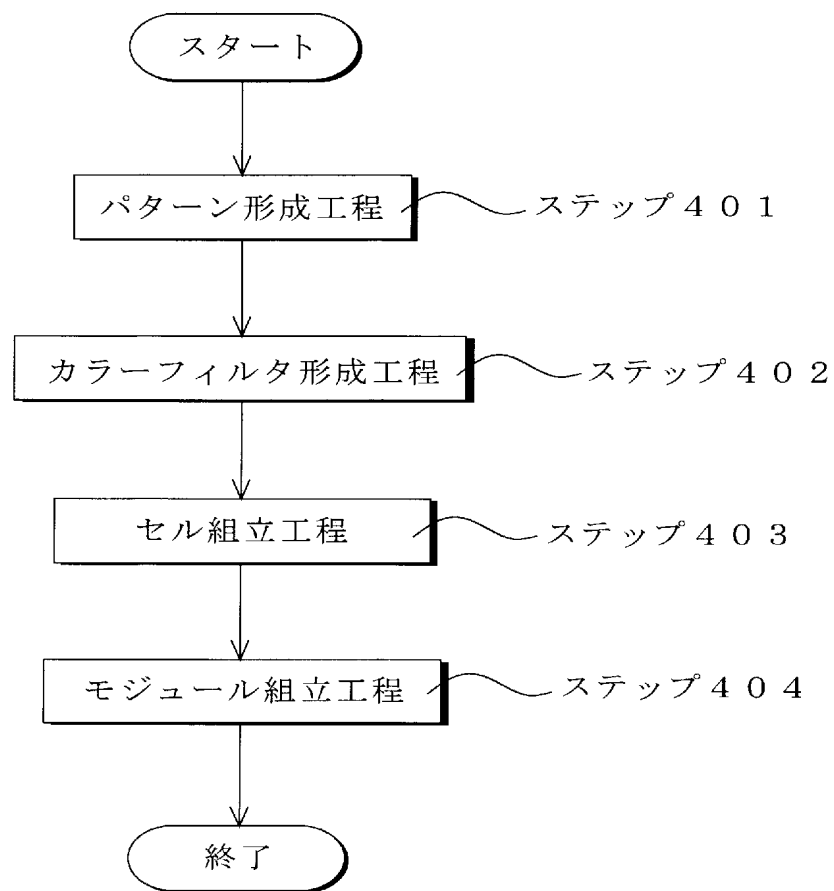 スタート
パターン形成工程
ステップ４０１
カラーフィルタ形成工程
ステップ４０２
セル組立工程
ステップ４０３
モジュール組立工程
ステップ４０４
終了